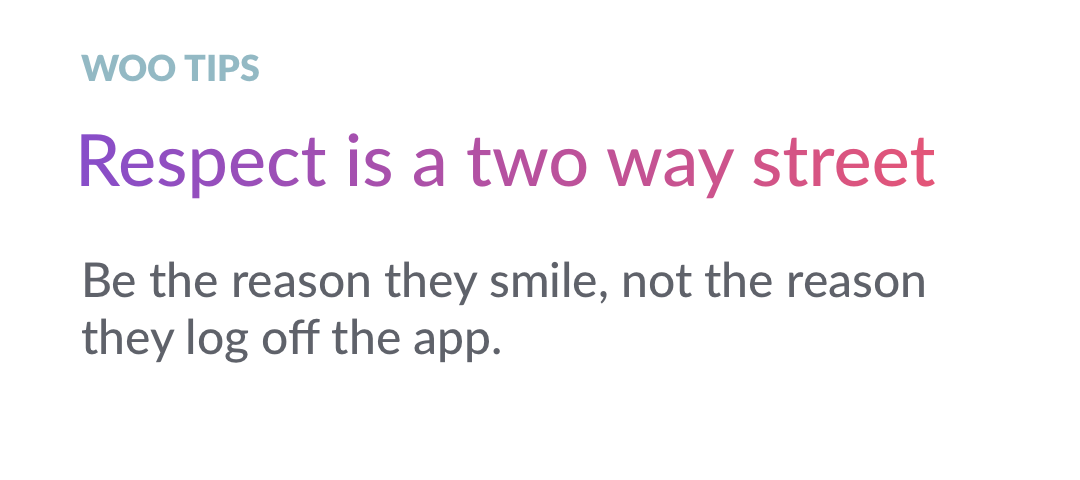 WOO TIPS
Respect is a two way street
Be the reason they smile, not the reason
they log off the app.